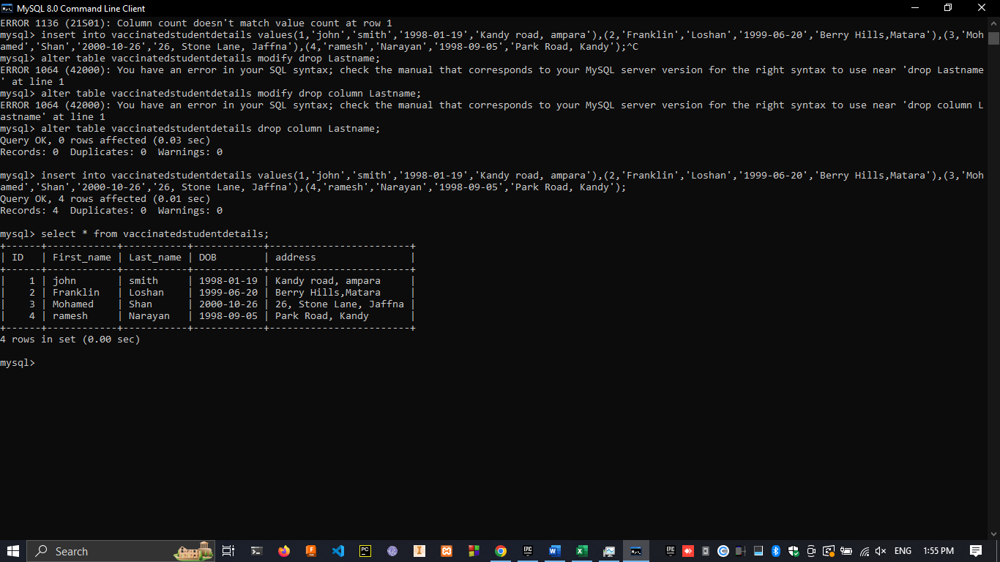 MySQL 8.0 Command Line Client
ERROR 1136 (21S01): Column count doesn't match value count at row 1
mysql> insert into vaccinatedstudentdetails values(1,'john','smith','1998-01-19','Kandy road, ampara'),(2,'Franklin','Loshan','1999-06-20','Berry Hills,Matara'),(3,'Moh
amed','Shan','2000-10-26','26, Stone Lane, Jaffna'),(4,'ramesh','Narayan','1998-09-05','Park Road, Kandy');^C
mysql> alter table vaccinatedstudentdetails modify drop Lastname;
ERROR 1064 (42000): You have an error in your SQL syntax; check the manual that corresponds to your MySQL server version for the right syntax to use near 'drop Lastname
' at line 1
mysql> alter table vaccinatedstudentdetails modify drop column Lastname;
ERROR 1064 (42000): You have an error in your SQL syntax; check the manual that corresponds to your MySQL server version for the right syntax to use near 'drop column L
astname' at line 1
mysql> alter table vaccinatedstudentdetails drop column Lastname;
Query OK, 0 rows affected (0.03 sec)
Records: 0  Duplicates: 0  Warnings: 0
mysql> insert into vaccinatedstudentdetails values(1,'john','smith','1998-01-19','Kandy road, ampara'),(2,'Franklin','Loshan','1999-06-20','Berry Hills,Matara'),(3,'Moh
amed','Shan','2000-10-26','26, Stone Lane, Jaffna'),(4,'ramesh','Narayan','1998-09-05','Park Road, Kandy');
Query OK, 4 rows affected (0.01 sec)
Records: 4  Duplicates: 0  Warnings: 0
mysql> select * from vaccinatedstudentdetails;
+------+------------+-----------+------------+------------------------+
| ID   | First_name | Last_name | DOB        | address                |
+------+------------+-----------+------------+------------------------+
|    1 | john       | smith     | 1998-01-19 | Kandy road, ampara     |
|    2 | Franklin   | Loshan    | 1999-06-20 | Berry Hills,Matara     |
|    3 | Mohamed    | Shan      | 2000-10-26 | 26, Stone Lane, Jaffna |
|    4 | ramesh     | Narayan   | 1998-09-05 | Park Road, Kandy       |
+------+------------+-----------+------------+------------------------+
4 rows in set (0.00 sec)
mysql>
Search
ENG
1:55 PM